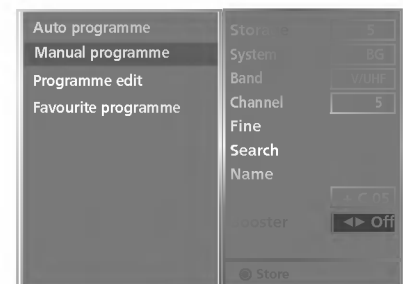 Auto programme
Manual programme
Programme edit
Favourite programme
Storage 5
System BG
Band V/UHF
Channel 5
Fine
Search
Name
C 05
Booster ◄► Off
Store